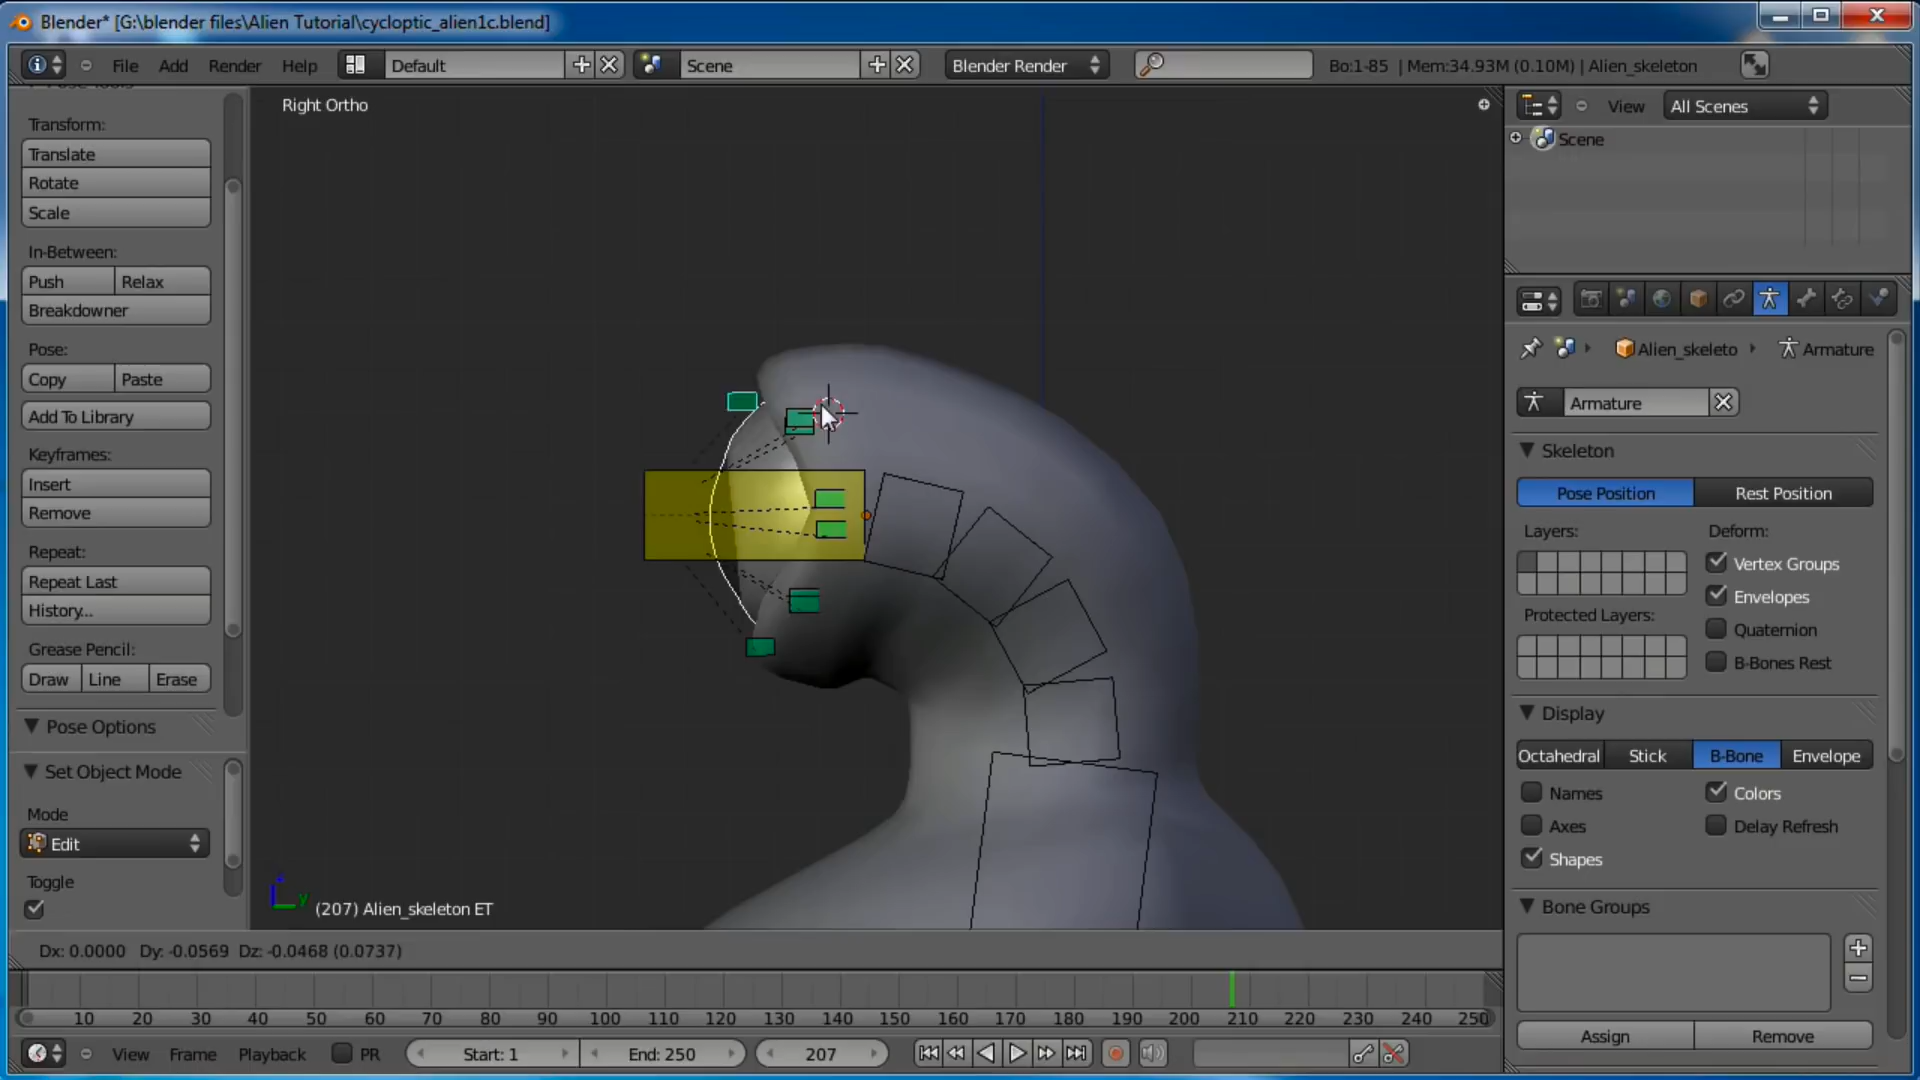 Blender* [G:\blender files\Alien Tutorial\cycloptic_alien1c.blend]
File Add Render Help Default Scene Blender Render Bo:1-85 | Mem:34.93M (0.10M) | Alien_skeleton
Right Ortho
View All Scenes
Scene
Transform:
Translate
Rotate
Scale
In-Between:
Push Relax
Breakdowner
Pose:
Copy Paste
Add To Library
Keyframes:
Insert
Remove
Repeat:
Repeat Last
History...
Grease Pencil:
Draw Line Erase
Pose Options
Set Object Mode
Mode
Edit
Toggle
(207) Alien_skeleton ET
Dx: 0.0000 Dy: -0.0569 Dz: -0.0468 (0.0737)
Alien_skeleto Armature
Armature
Skeleton
Pose Position Rest Position
Layers: Deform:
Vertex Groups
Envelopes
Protected Layers: Quaternion
B-Bones Rest
Display
Octahedral Stick B-Bone Envelope
Names Colors
Axes Delay Refresh
Shapes
Bone Groups
Assign Remove
10 20 30 40 50 60 70 80 90 100 110 120 130 140 150 160 170 180 190 200 210 220 230 240 250
View Frame Playback PR Start: 1 End: 250 207